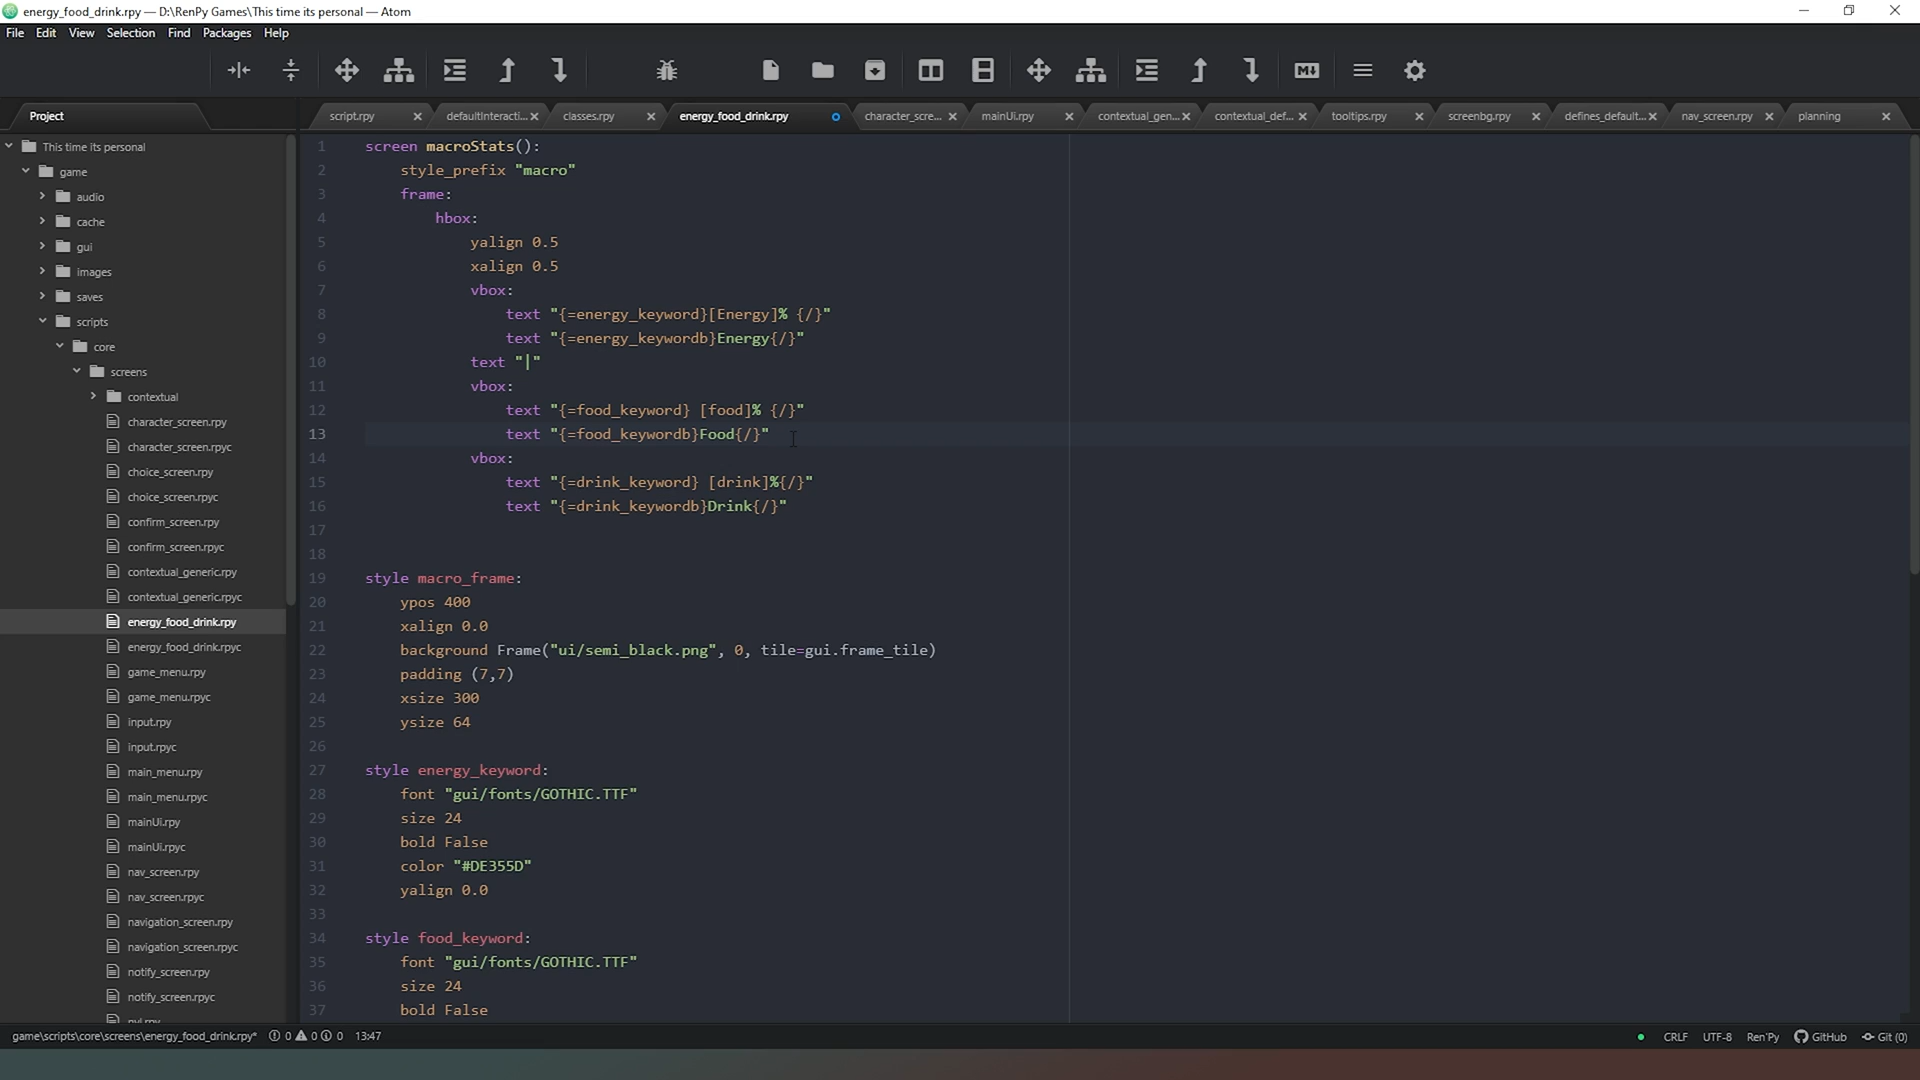 energy_food_drink.rpy — D:\RenPy Games\This time its personal — Atom
File Edit View Selection Find Packages Help
Project
script.rpy defaultInteracti... classes.rpy energy_food_drink.rpy character_scre... mainUi.rpy contextual_gen... contextual_def... tooltips.rpy screenbg.rpy defines_default... nav_screen.rpy planning
This time its personal
game
audio
cache
gui
images
saves
scripts
core
screens
contextual
character_screen.rpy
character_screen.rpyc
choice_screen.rpy
choice_screen.rpyc
confirm_screen.rpy
confirm_screen.rpyc
contextual_generic.rpy
contextual_generic.rpyc
energy_food_drink.rpy
energy_food_drink.rpyc
game_menu.rpy
game_menu.rpyc
input.rpy
input.rpyc
main_menu.rpy
main_menu.rpyc
mainUi.rpy
mainUi.rpyc
nav_screen.rpy
nav_screen.rpyc
navigation_screen.rpy
navigation_screen.rpyc
notify_screen.rpy
notify_screen.rpyc
1 screen macroStats():
2 style_prefix "macro"
3 frame:
4 hbox:
5 yalign 0.5
6 xalign 0.5
7 vbox:
8 text "{=energy_keyword}[Energy]% {/}"
9 text "{=energy_keywordb}Energy{/}"
10 text "|"
11 vbox:
12 text "{=food_keyword} [food]% {/}"
13 text "{=food_keywordb}Food{/}"
14 vbox:
15 text "{=drink_keyword} [drink]%{/}"
16 text "{=drink_keywordb}Drink{/}"
17
18
19 style macro_frame:
20 ypos 400
21 xalign 0.0
22 background Frame("ui/semi_black.png", 0, tile=gui.frame_tile)
23 padding (7,7)
24 xsize 300
25 ysize 64
26
27 style energy_keyword:
28 font "gui/fonts/GOTHIC.TTF"
29 size 24
30 bold False
31 color "#DE355D"
32 yalign 0.0
33
34 style food_keyword:
35 font "gui/fonts/GOTHIC.TTF"
36 size 24
37 bold False
game\scripts\core\screens\energy_food_drink.rpy* 0 0 0 13:47 CRLF UTF-8 Ren'Py GitHub Git (0)